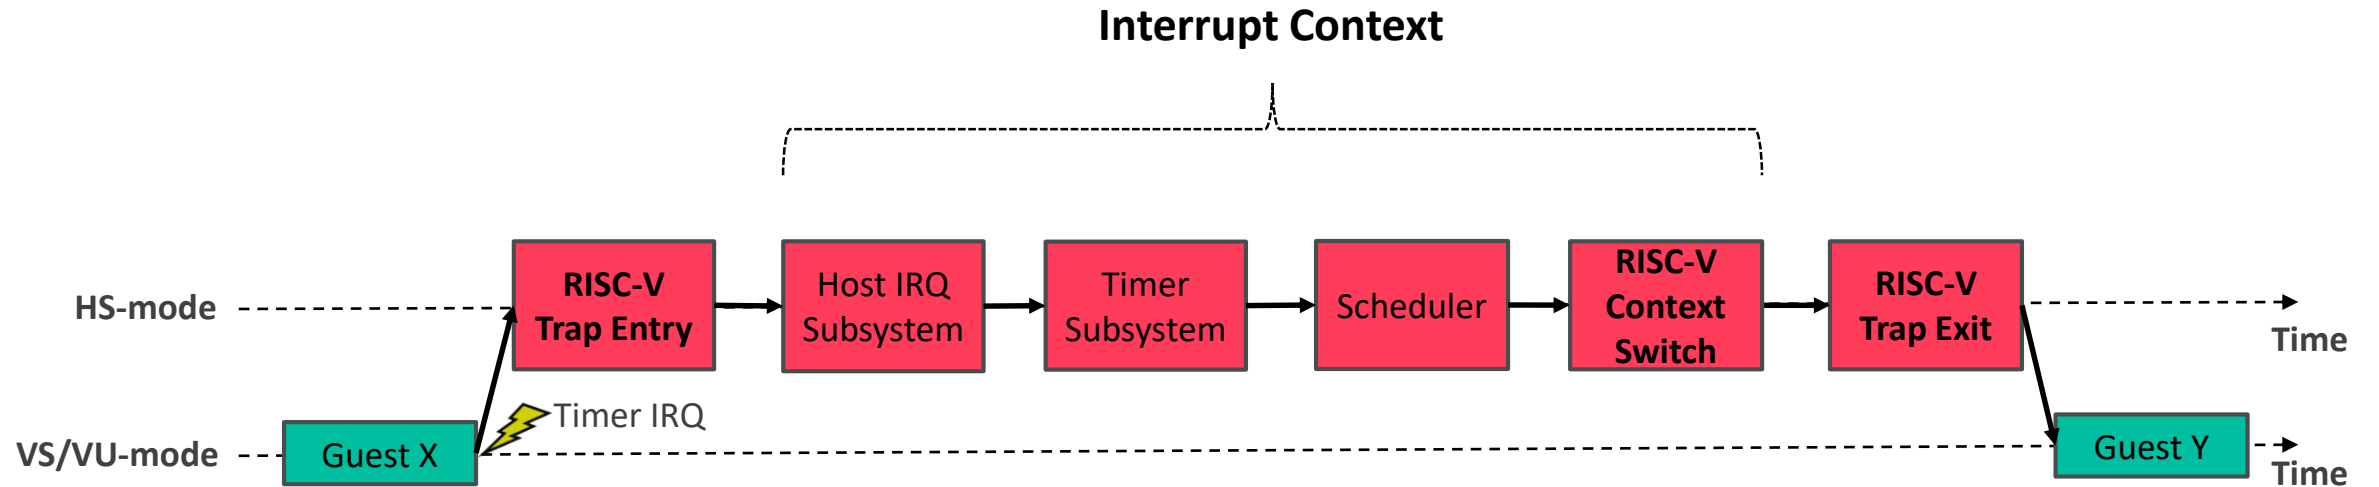 Interrupt Context
HS-mode
RISC-V
Trap Entry
Host IRQ
Subsystem
Timer
Subsystem
Scheduler
RISC-V
Context
Switch
RISC-V
Trap Exit
Time
VS/VU-mode
Guest X
Timer IRQ
Guest Y
Time